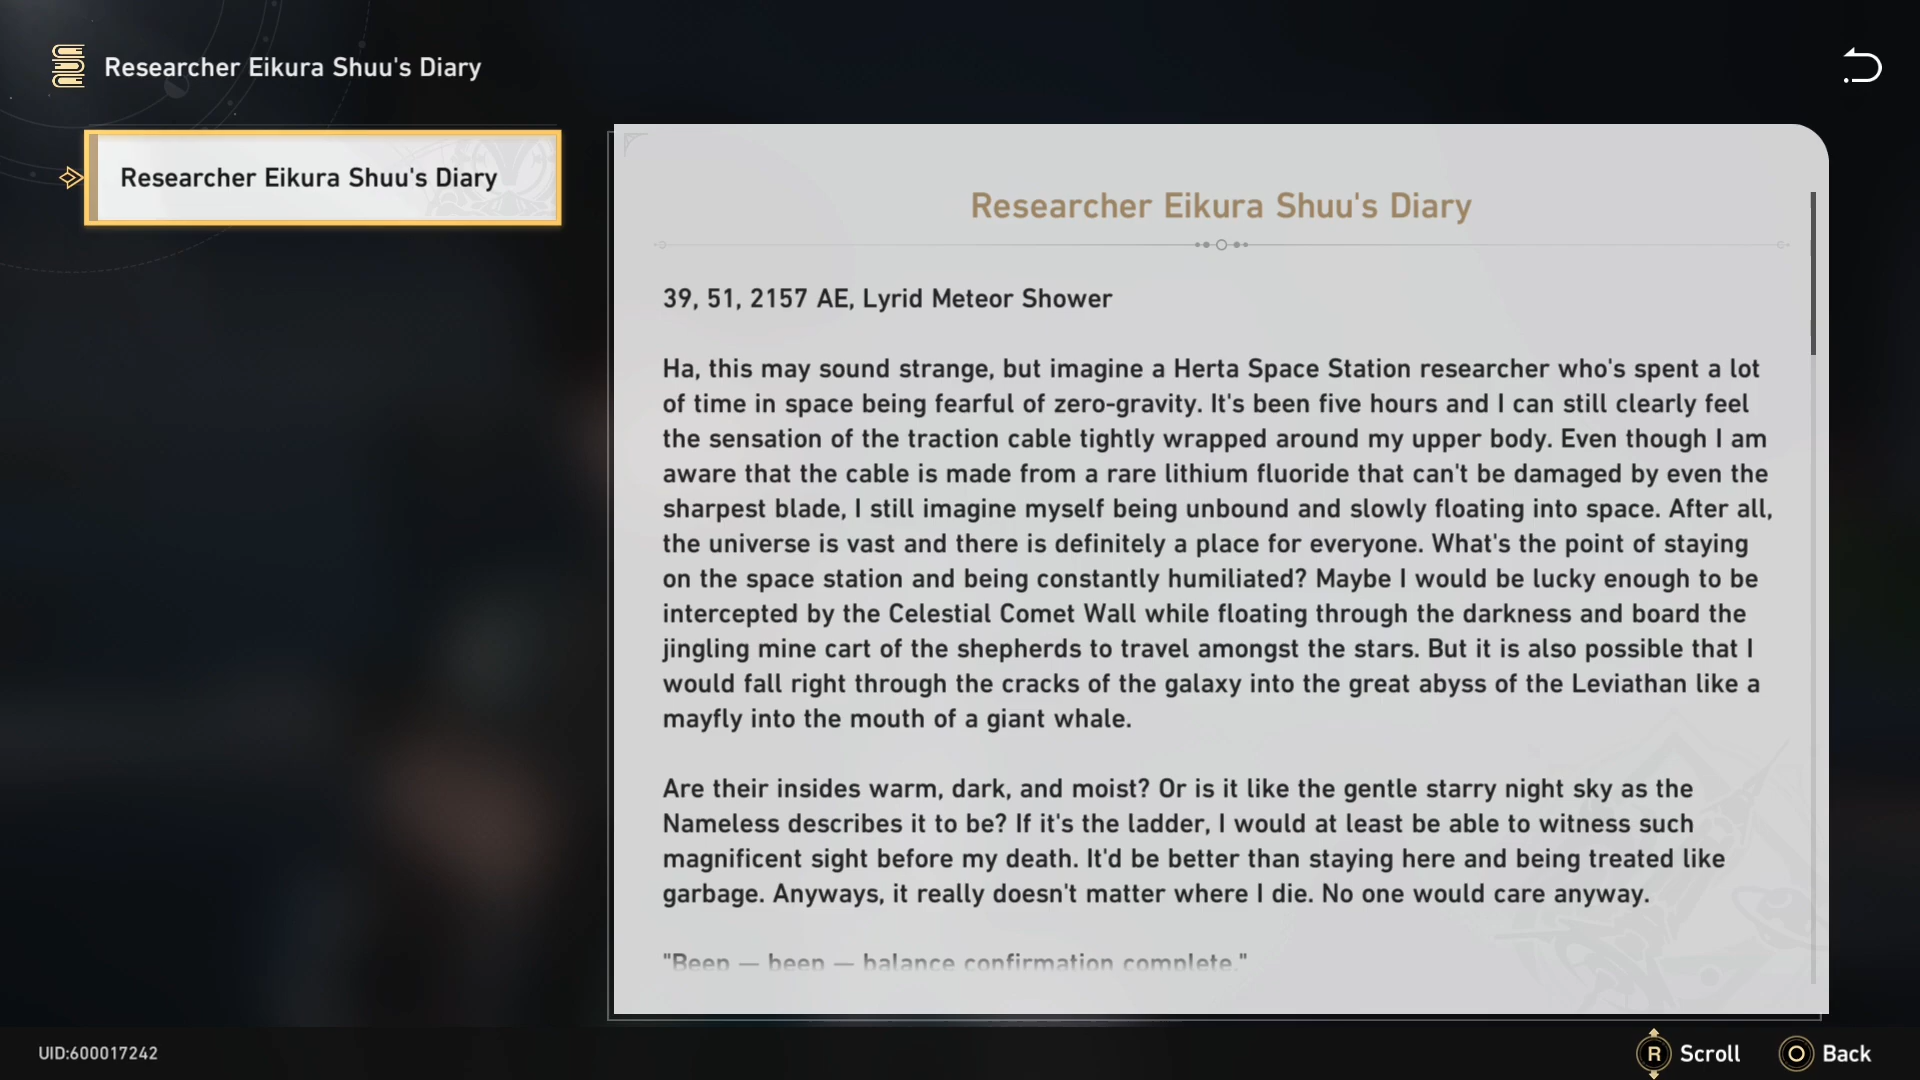 Researcher Eikura Shuu's Diary
Researcher Eikura Shuu's Diary
Researcher Eikura Shuu's Diary
39, 51, 2157 AE, Lyrid Meteor Shower
Ha, this may sound strange, but imagine a Herta Space Station researcher who's spent a lot
of time in space being fearful of zero-gravity. It's been five hours and I can still clearly feel
the sensation of the traction cable tightly wrapped around my upper body. Even though I am
aware that the cable is made from a rare lithium fluoride that can't be damaged by even the
sharpest blade, I still imagine myself being unbound and slowly floating into space. After all,
the universe is vast and there is definitely a place for everyone. What's the point of staying
on the space station and being constantly humiliated? Maybe I would be lucky enough to be
intercepted by the Celestial Comet Wall while floating through the darkness and board the
jingling mine cart of the shepherds to travel amongst the stars. But it is also possible that I
would fall right through the cracks of the galaxy into the great abyss of the Leviathan like a
mayfly into the mouth of a giant whale.
Are their insides warm, dark, and moist? Or is it like the gentle starry night sky as the
Nameless describes it to be? If it's the ladder, I would at least be able to witness such
magnificent sight before my death. It'd be better than staying here and being treated like
garbage. Anyways, it really doesn't matter where I die. No one would care anyway.
"Beep — beep — balance confirmation complete."
UID:600017242
R Scroll
Back